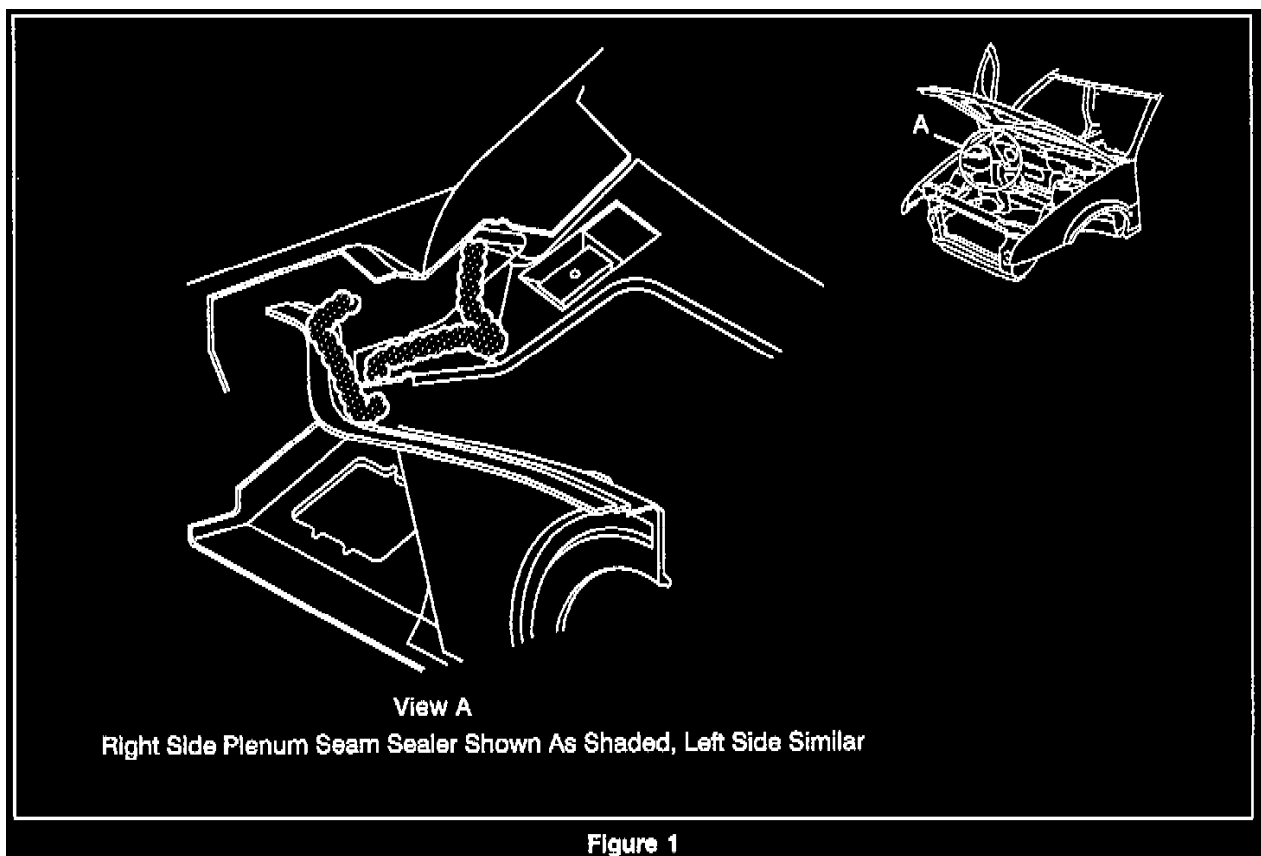 A
View A
Right Side Plenum Seam Sealer Shown As Shaded, Left Side Similar
Figure 1